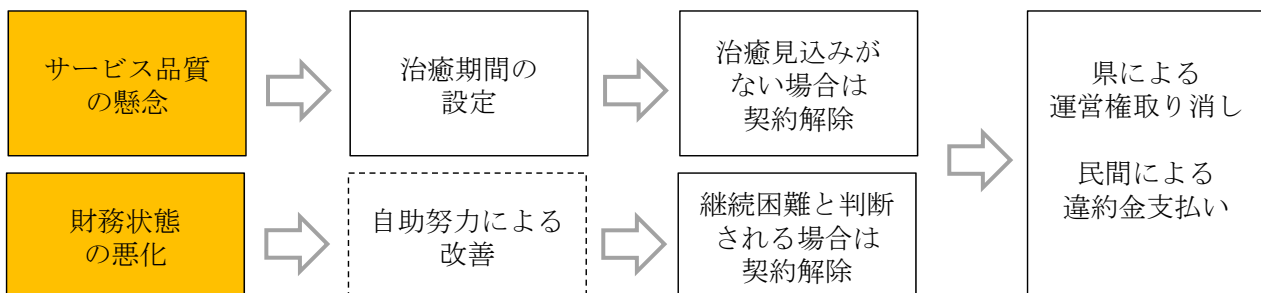 サービス品質
の懸念
治癒期間の
設定
治癒見込みが
ない場合は
契約解除
財務状態
の悪化
自助努力による
改善
継続困難と判断
される場合は
契約解除
県による
運営権取り消し
民間による
違約金支払い